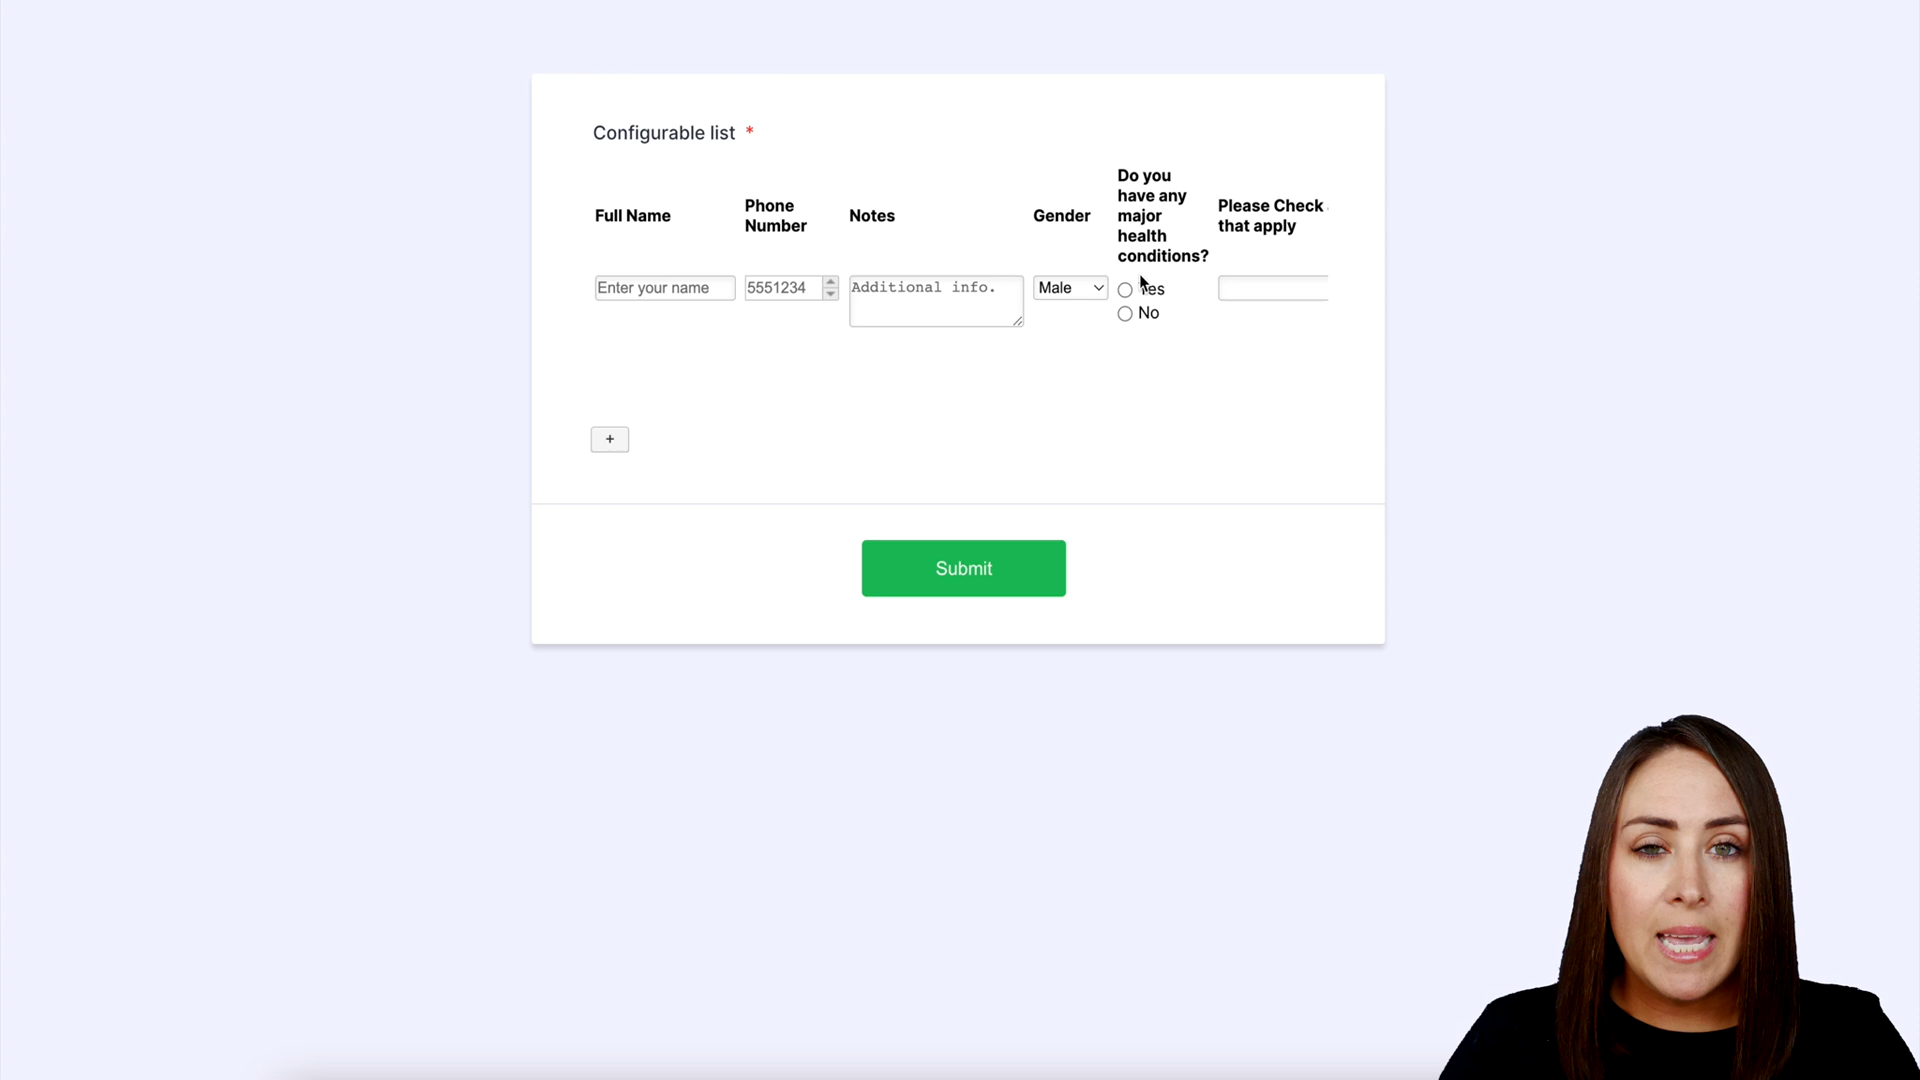 Configurable list *
Full Name
Phone
Number
Notes
Gender
Do you
have any
major
health
conditions?
Please Check
that apply
Enter your name
5551234
Additional info.
Male
Yes
No
+
Submit